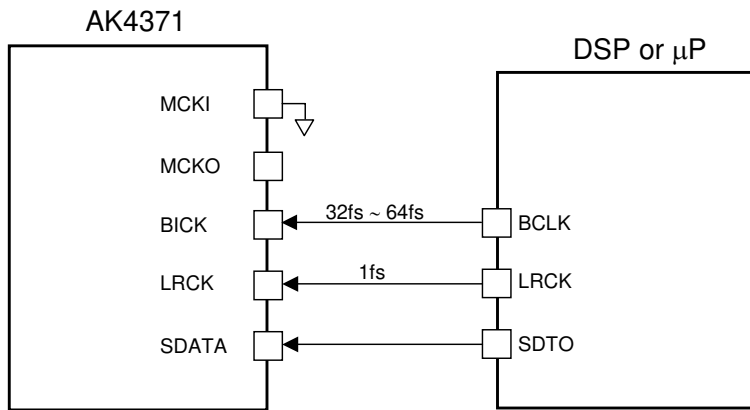 AK4371
DSP or μP
MCKI
MCKO
BICK
32fs ~ 64fs
BCLK
LRCK
1fs
LRCK
SDATA
SDTO